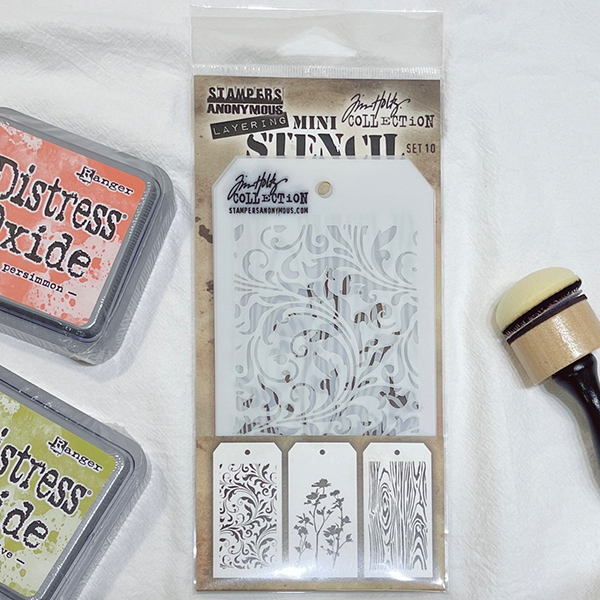 STAMPERS
ANONYMOUS.
LAYERING MINI
Tim Holtz.
COLLECTION
STENCIL SET 10
Tim Holtz
COLLECTION
STAMPERSANONYMOUS.COM
Ranger
Distress
Oxide
persimmon
Ranger
istress
xide
ve